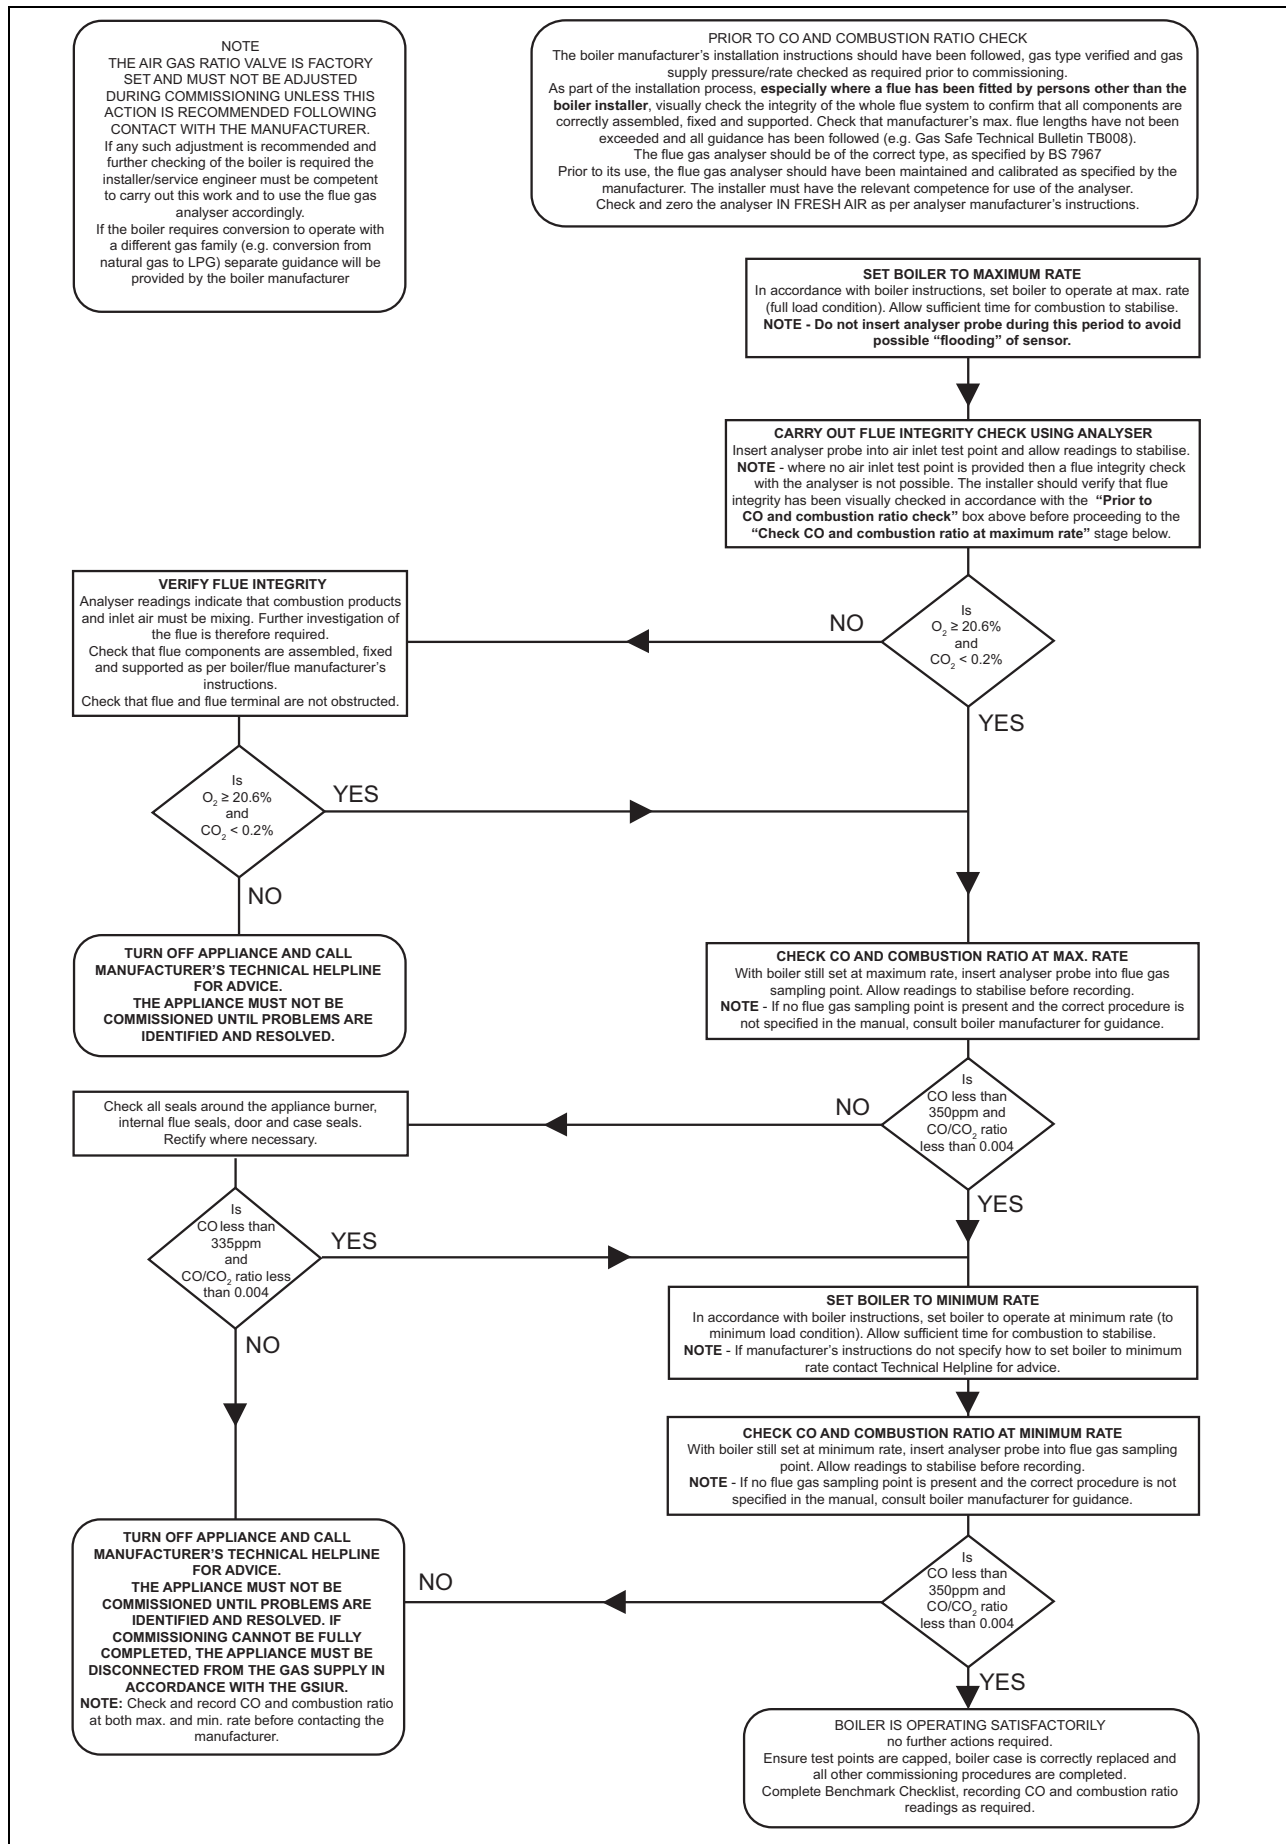 NOTE
THE AIR GAS RATIO VALVE IS FACTORY
SET AND MUST NOT BE ADJUSTED
DURING COMMISSIONING UNLESS THIS
ACTION IS RECOMMENDED FOLLOWING
CONTACT WITH THE MANUFACTURER.
If any such adjustment is recommended and
further checking of the boiler is required the
installer/service engineer must be competent
to carry out this work and to use the flue gas
analyser accordingly.
If the boiler requires conversion to operate with
a different gas family (e.g. conversion from
natural gas to LPG) separate guidance will be
provided by the boiler manufacturer
PRIOR TO CO AND COMBUSTION RATIO CHECK
The boiler manufacturer's installation instructions should have been followed, gas type verified and gas
supply pressure/rate checked as required prior to commissioning.
As part of the installation process, especially where a flue has been fitted by persons other than the
boiler installer, visually check the integrity of the whole flue system to confirm that all components are
correctly assembled, fixed and supported. Check that manufacturer's max. flue lengths have not been
exceeded and all guidance has been followed (e.g. Gas Safe Technical Bulletin TB008).
The flue gas analyser should be of the correct type, as specified by BS 7967
Prior to its use, the flue gas analyser should have been maintained and calibrated as specified by the
manufacturer. The installer must have the relevant competence for use of the analyser.
Check and zero the analyser IN FRESH AIR as per analyser manufacturer's instructions.
SET BOILER TO MAXIMUM RATE
In accordance with boiler instructions, set boiler to operate at max. rate
(full load condition). Allow sufficient time for combustion to stabilise.
NOTE - Do not insert analyser probe during this period to avoid
possible "flooding" of sensor.
CARRY OUT FLUE INTEGRITY CHECK USING ANALYSER
Insert analyser probe into air inlet test point and allow readings to stabilise.
NOTE - where no air inlet test point is provided then a flue integrity check
with the analyser is not possible. The installer should verify that flue
integrity has been visually checked in accordance with the "Prior to
CO and combustion ratio check" box above before proceeding to the
"Check CO and combustion ratio at maximum rate" stage below.
Is
O₂ ≥ 20.6%
and
CO₂ < 0.2%
NO
YES
VERIFY FLUE INTEGRITY
Analyser readings indicate that combustion products
and inlet air must be mixing. Further investigation of
the flue is therefore required.
Check that flue components are assembled, fixed
and supported as per boiler/flue manufacturer's
instructions.
Check that flue and flue terminal are not obstructed.
Is
O₂ ≥ 20.6%
and
CO₂ < 0.2%
YES
NO
TURN OFF APPLIANCE AND CALL
MANUFACTURER'S TECHNICAL HELPLINE
FOR ADVICE.
THE APPLIANCE MUST NOT BE
COMMISSIONED UNTIL PROBLEMS ARE
IDENTIFIED AND RESOLVED.
CHECK CO AND COMBUSTION RATIO AT MAX. RATE
With boiler still set at maximum rate, insert analyser probe into flue gas
sampling point. Allow readings to stabilise before recording.
NOTE - If no flue gas sampling point is present and the correct procedure is
not specified in the manual, consult boiler manufacturer for guidance.
Is
CO less than
350ppm and
CO/CO₂ ratio
less than 0.004
NO
YES
Check all seals around the appliance burner,
internal flue seals, door and case seals.
Rectify where necessary.
Is
CO less than
335ppm
and
CO/CO₂ ratio less
than 0.004
YES
NO
SET BOILER TO MINIMUM RATE
In accordance with boiler instructions, set boiler to operate at minimum rate (to
minimum load condition). Allow sufficient time for combustion to stabilise.
NOTE - If manufacturer's instructions do not specify how to set boiler to minimum
rate contact Technical Helpline for advice.
CHECK CO AND COMBUSTION RATIO AT MINIMUM RATE
With boiler still set at minimum rate, insert analyser probe into flue gas sampling
point. Allow readings to stabilise before recording.
NOTE - If no flue gas sampling point is present and the correct procedure is not
specified in the manual, consult boiler manufacturer for guidance.
Is
CO less than
350ppm and
CO/CO₂ ratio
less than 0.004
NO
YES
TURN OFF APPLIANCE AND CALL
MANUFACTURER'S TECHNICAL HELPLINE
FOR ADVICE.
THE APPLIANCE MUST NOT BE
COMMISSIONED UNTIL PROBLEMS ARE
IDENTIFIED AND RESOLVED. IF
COMMISSIONING CANNOT BE FULLY
COMPLETED, THE APPLIANCE MUST BE
DISCONNECTED FROM THE GAS SUPPLY IN
ACCORDANCE WITH THE GSIUR.
NOTE: Check and record CO and combustion ratio
at both max. and min. rate before contacting the
manufacturer.
BOILER IS OPERATING SATISFACTORILY
no further actions required.
Ensure test points are capped, boiler case is correctly replaced and
all other commissioning procedures are completed.
Complete Benchmark Checklist, recording CO and combustion ratio
readings as required.